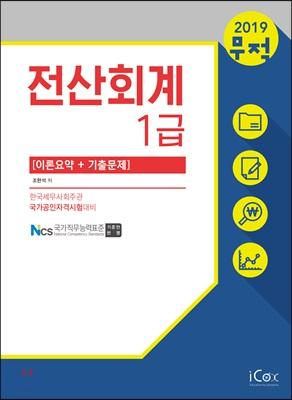 2019
무적
전산회계
1급
[이론요약 + 기출문제]
조현석 저
한국세무사회주관
국가공인자격시험대비
NCS 국가직무능력표준
National Competency Standards
iCox